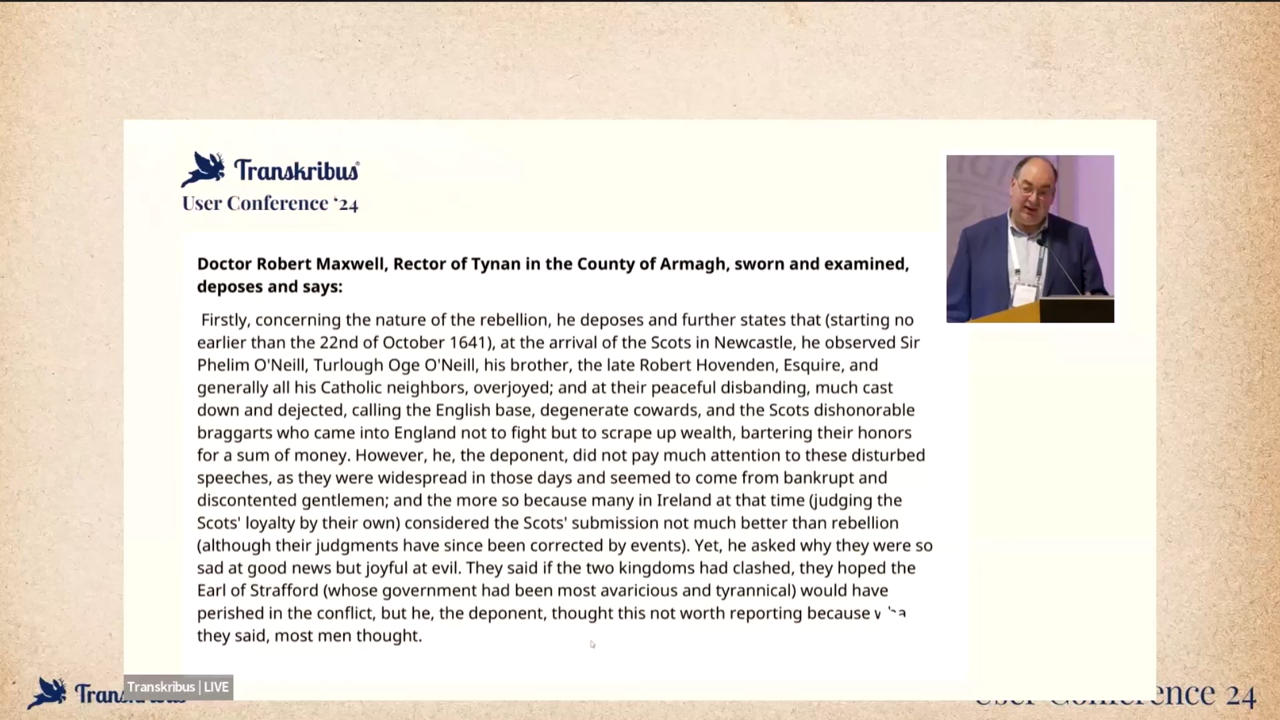 Transkribus
User Conference '24
Doctor Robert Maxwell, Rector of Tynan in the County of Armagh, sworn and examined,
deposes and says:
Firstly, concerning the nature of the rebellion, he deposes and further states that (starting no
earlier than the 22nd of October 1641), at the arrival of the Scots in Newcastle, he observed Sir
Phelim O'Neill, Turlough Oge O'Neill, his brother, the late Robert Hovenden, Esquire, and
generally all his Catholic neighbors, overjoyed; and at their peaceful disbanding, much cast
down and dejected, calling the English base, degenerate cowards, and the Scots dishonorable
braggarts who came into England not to fight but to scrape up wealth, bartering their honors
for a sum of money. However, he, the deponent, did not pay much attention to these disturbed
speeches, as they were widespread in those days and seemed to come from bankrupt and
discontented gentlemen; and the more so because many in Ireland at that time (judging the
Scots' loyalty by their own) considered the Scots' submission not much better than rebellion
(although their judgments have since been corrected by events). Yet, he asked why they were so
sad at good news but joyful at evil. They said if the two kingdoms had clashed, they hoped the
Earl of Strafford (whose government had been most avaricious and tyrannical) would have
perished in the conflict, but he, the deponent, thought this not worth reporting because
they said, most men thought.
Transkribus | LIVE
24